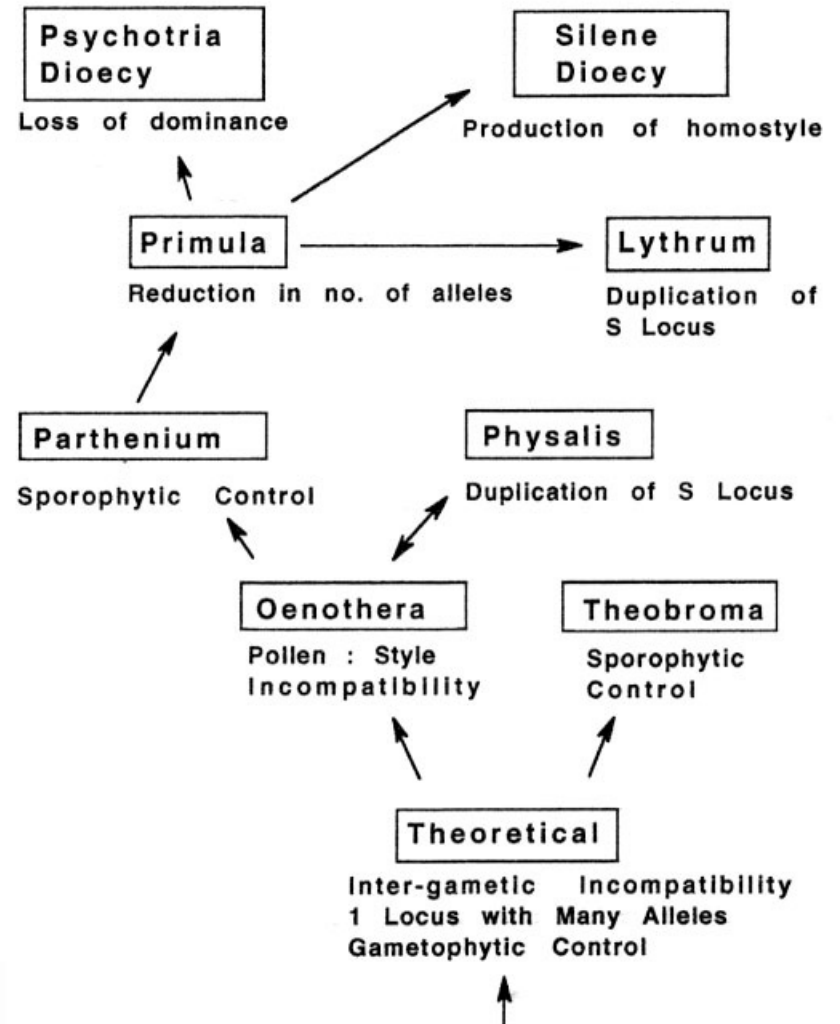 Psychotria
Dioecy
Loss of dominance
Silene
Dioecy
Production of homostyle
Primula
Reduction in no. of alleles
Lythrum
Duplication of
S Locus
Parthenium
Sporophytic Control
Physalis
Duplication of S Locus
Oenothera
Pollen : Style
Incompatibility
Theobroma
Sporophytic
Control
Theoretical
Inter-gametic Incompatibility
1 Locus with Many Alleles
Gametophytic Control